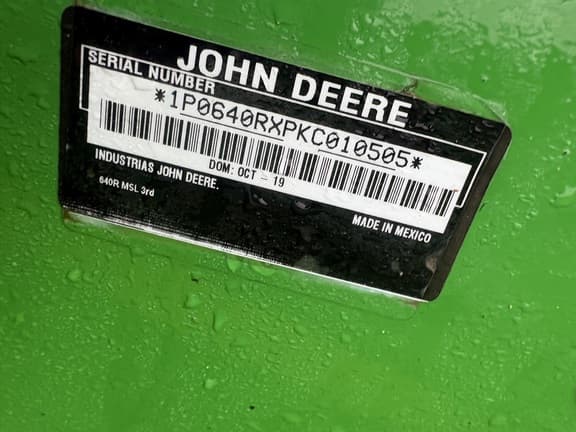 JOHN DEERE
SERIAL NUMBER
*1P0640RXPKC010505*
DOM: OCT - 19
INDUSTRIAS JOHN DEERE.
640R MSL 3rd
MADE IN MEXICO